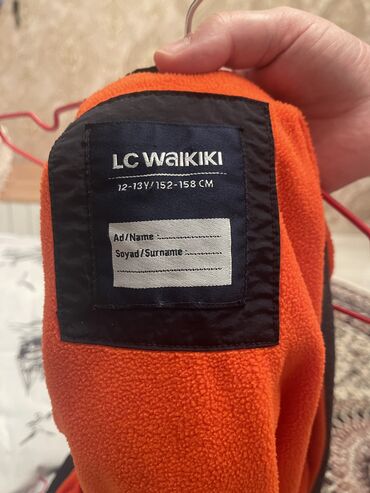 LC WAIKIKI
12-13Y/152-158 CM
Ad/Name :....................
Soyad/Surname :................